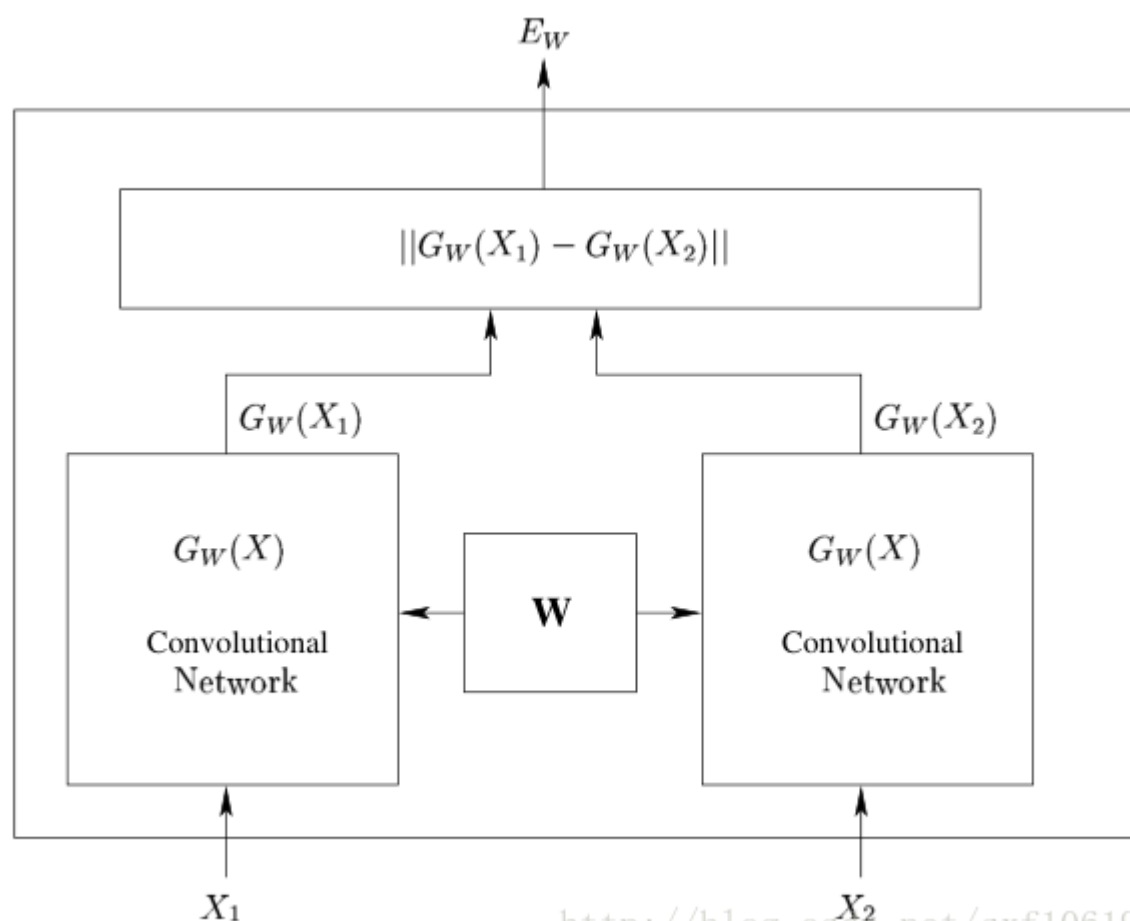 E_W
||G_W(X_1) − G_W(X_2)||
G_W(X_1)
G_W(X_2)
G_W(X)
Convolutional
Network
W
G_W(X)
Convolutional
Network
X_1
X_2